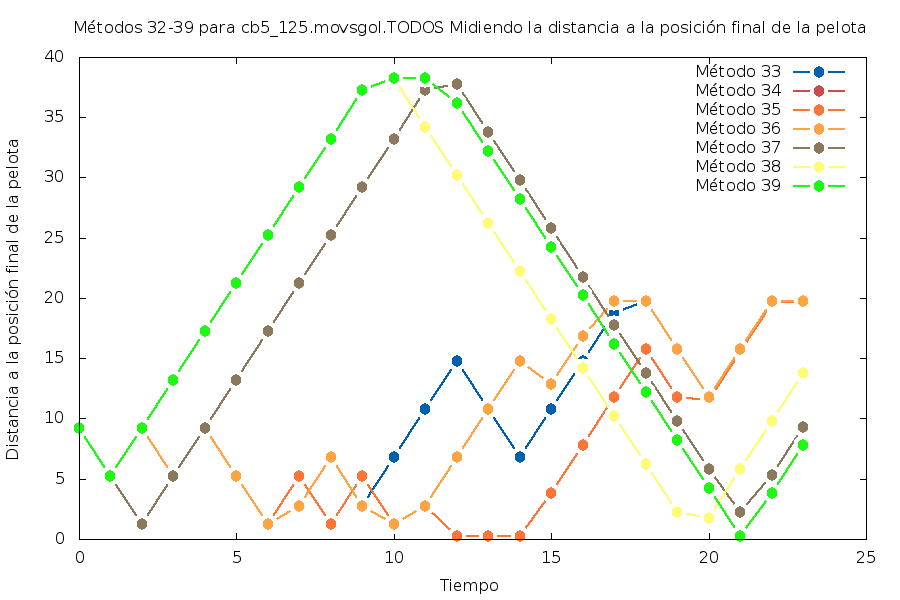 Métodos 32-39 para cb5_125.movsgol.TODOS Midiendo la distancia a la posición final de la pelota
Distancia a la posición final de la pelota
40
35
30
25
20
15
10
5
0
Método 33
Método 34
Método 35
Método 36
Método 37
Método 38
Método 39
0 5 10 15 20 25
Tiempo